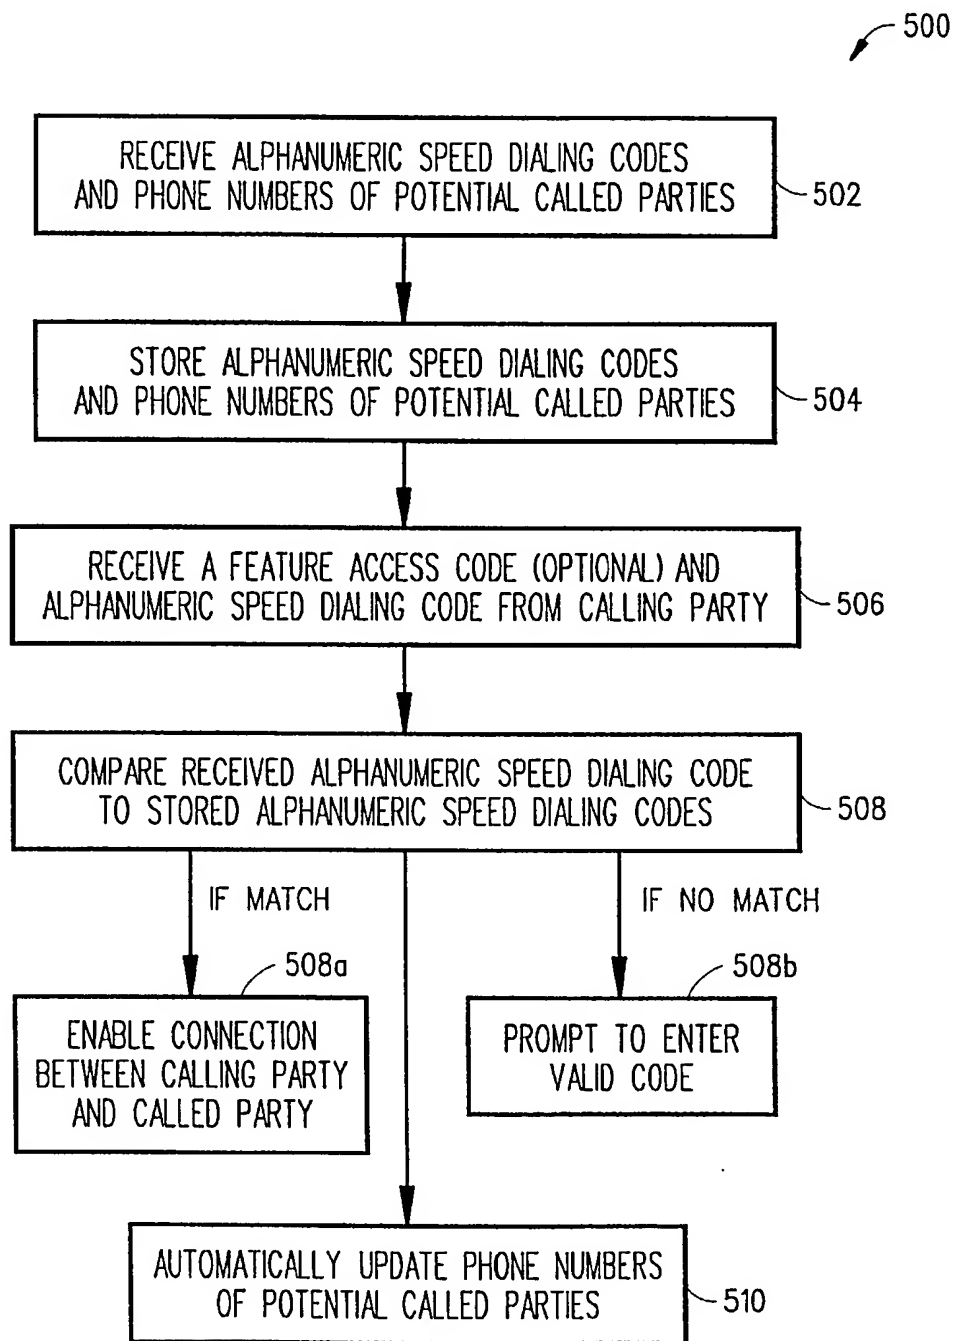 500
RECEIVE ALPHANUMERIC SPEED DIALING CODES
AND PHONE NUMBERS OF POTENTIAL CALLED PARTIES
502
STORE ALPHANUMERIC SPEED DIALING CODES
AND PHONE NUMBERS OF POTENTIAL CALLED PARTIES
504
RECEIVE A FEATURE ACCESS CODE (OPTIONAL) AND
ALPHANUMERIC SPEED DIALING CODE FROM CALLING PARTY
506
COMPARE RECEIVED ALPHANUMERIC SPEED DIALING CODE
TO STORED ALPHANUMERIC SPEED DIALING CODES
508
IF MATCH
IF NO MATCH
508a
ENABLE CONNECTION
BETWEEN CALLING PARTY
AND CALLED PARTY
508b
PROMPT TO ENTER
VALID CODE
AUTOMATICALLY UPDATE PHONE NUMBERS
OF POTENTIAL CALLED PARTIES
510